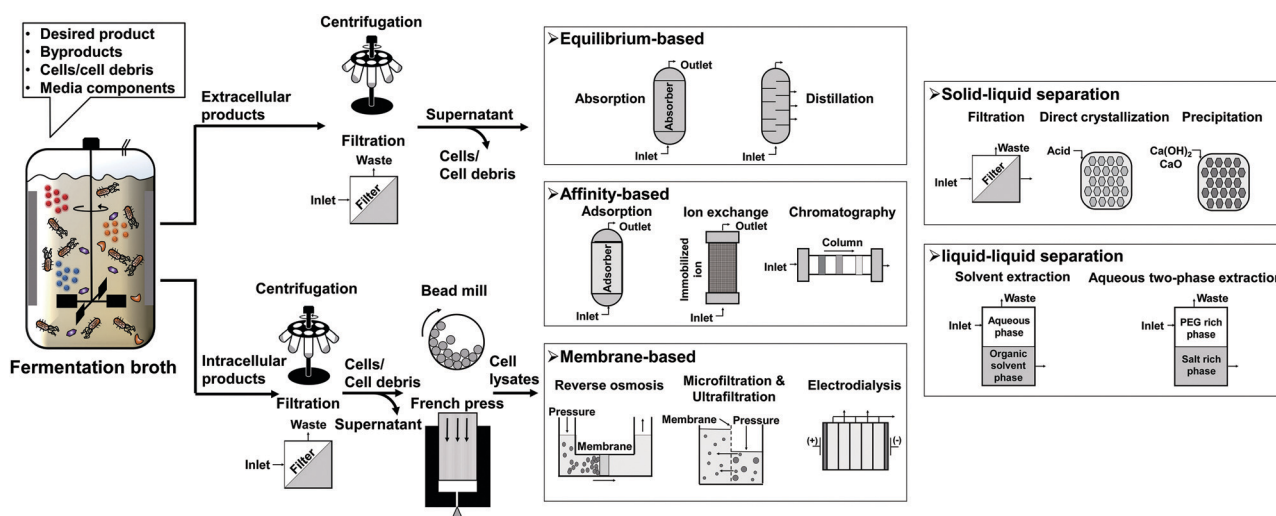 • Desired product
• Byproducts
• Cells/cell debris
• Media components
Fermentation broth
Extracellular
products
Centrifugation
Filtration
Waste
Inlet
Filter
Supernatant
Cells/
Cell debris
Intracellular
products
Centrifugation
Filtration
Waste
Inlet
Filter
Cells/
Cell debris
Supernatant
Bead mill
French press
Cell
lysates
➢Equilibrium-based
Absorption
Outlet
Absorber
Inlet
Distillation
Inlet
➢Affinity-based
Adsorption
Outlet
Adsorber
Inlet
Ion exchange
Outlet
Immobilized
ion
Inlet
Chromatography
Column
Inlet
➢Membrane-based
Reverse osmosis
Pressure
Membrane
Microfiltration &
Ultrafiltration
Membrane
Pressure
Electrodialysis
(+)
(-)
➢Solid-liquid separation
Filtration
Waste
Inlet
Filter
Direct crystallization
Acid
Precipitation
Ca(OH)₂
CaO
➢liquid-liquid separation
Solvent extraction
Waste
Inlet
Aqueous
phase
Organic
solvent
phase
Aqueous two-phase extraction
Waste
Inlet
PEG rich
phase
Salt rich
phase